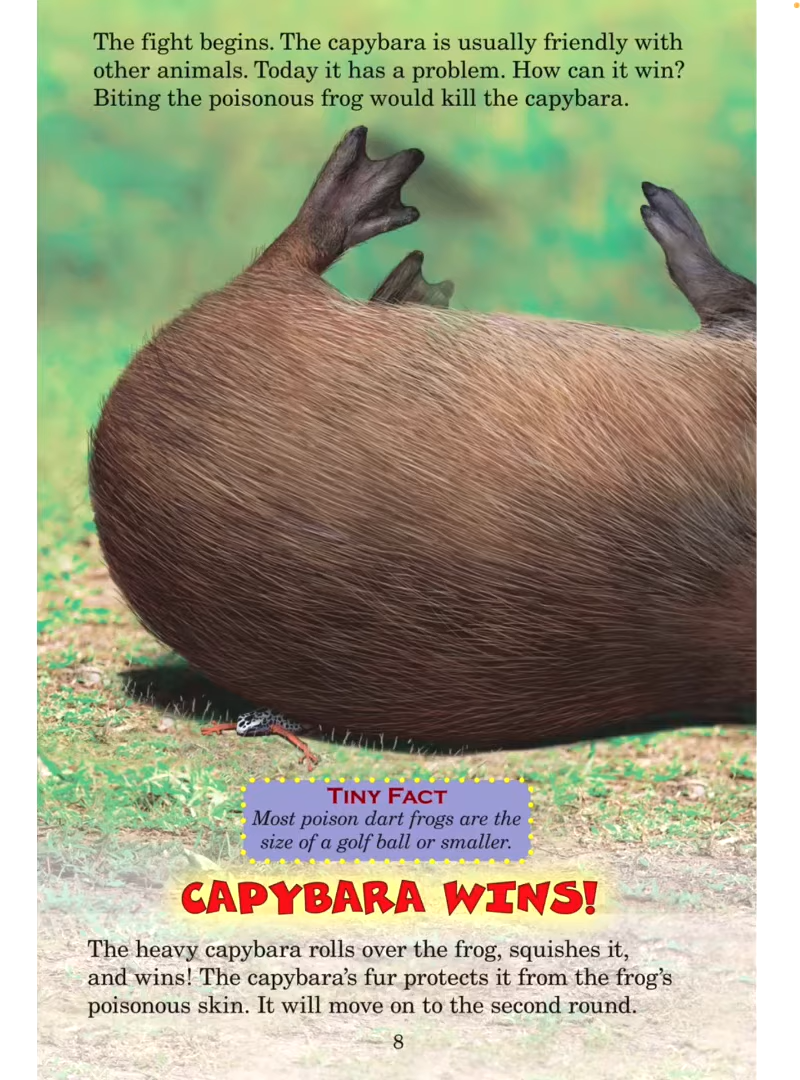 The fight begins. The capybara is usually friendly with
other animals. Today it has a problem. How can it win?
Biting the poisonous frog would kill the capybara.
TINY FACT
Most poison dart frogs are the
size of a golf ball or smaller.
CAPYBARA WINS!
The heavy capybara rolls over the frog, squishes it,
and wins! The capybara’s fur protects it from the frog’s
poisonous skin. It will move on to the second round.
8